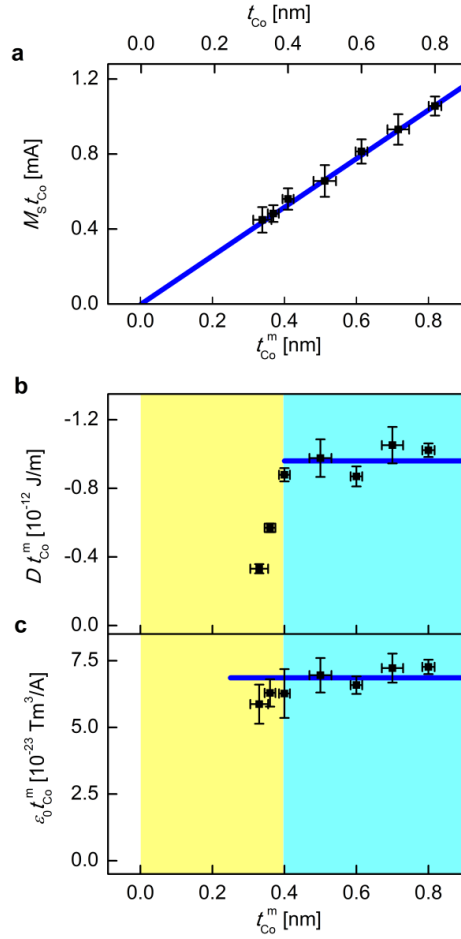 t_Co [nm]
0.0 0.2 0.4 0.6 0.8
a
M_S t_Co [mA]
1.2
0.8
0.4
0.0
0.0 0.2 0.4 0.6 0.8
t_Co^m [nm]
b
D t_Co^m [10^-12 J/m]
-1.2
-0.8
-0.4
0.0
c
ε_0 t_Co^m [10^-23 Tm^3/A]
7.5
5.0
2.5
0.0
0.0 0.2 0.4 0.6 0.8
t_Co^m [nm]